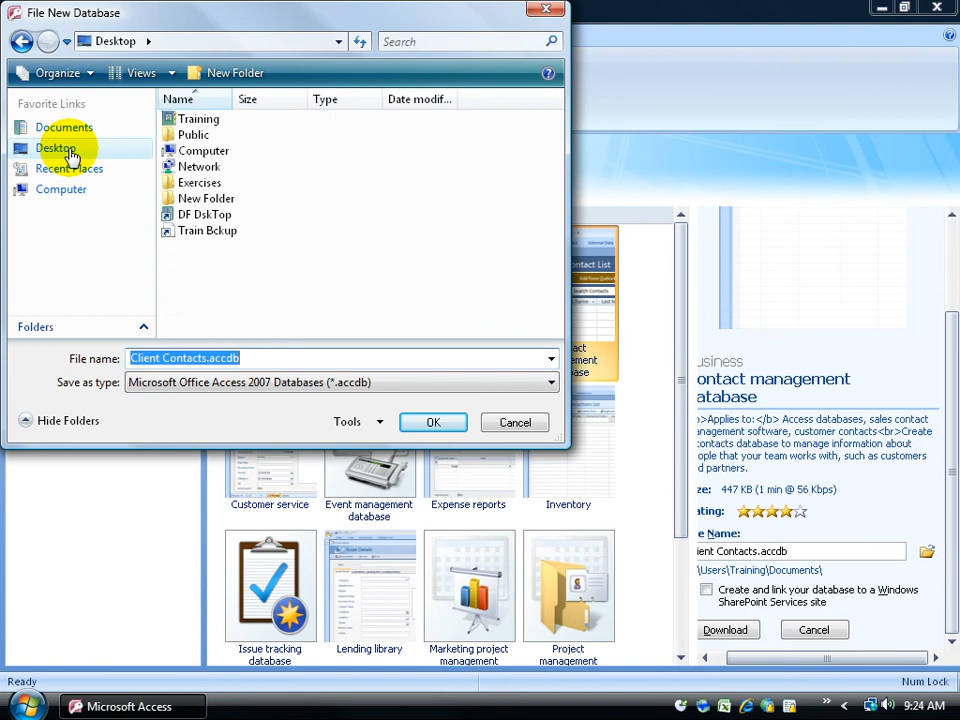 File New Database
Desktop
Search
Organize
Views
New Folder
Favorite Links
Documents
Desktop
Recent Places
Computer
Name
Size
Type
Date modif...
Training
Public
Computer
Network
Exercises
New Folder
DF DskTop
Train Bckup
Folders
File name:
Client Contacts.accdb
Save as type:
Microsoft Office Access 2007 Databases (*.accdb)
Hide Folders
Tools
OK
Cancel
Customer service
Event management
database
Expense reports
Inventory
Issue tracking
database
Lending library
Marketing project
management
Project
management
usiness
ontact management
atabase
>Applies to:</b> Access databases, sales contact
nagement software, customer contacts<br>Create
contacts database to manage information about
ople that your team works with, such as customers
d partners.
ze: 447 KB (1 min @ 56 Kbps)
ating:
e Name:
ient Contacts.accdb
\Users\Training\Documents\
Create and link your database to a Windows
SharePoint Services site
Download
Cancel
Ready
Num Lock
Microsoft Access
9:24 AM